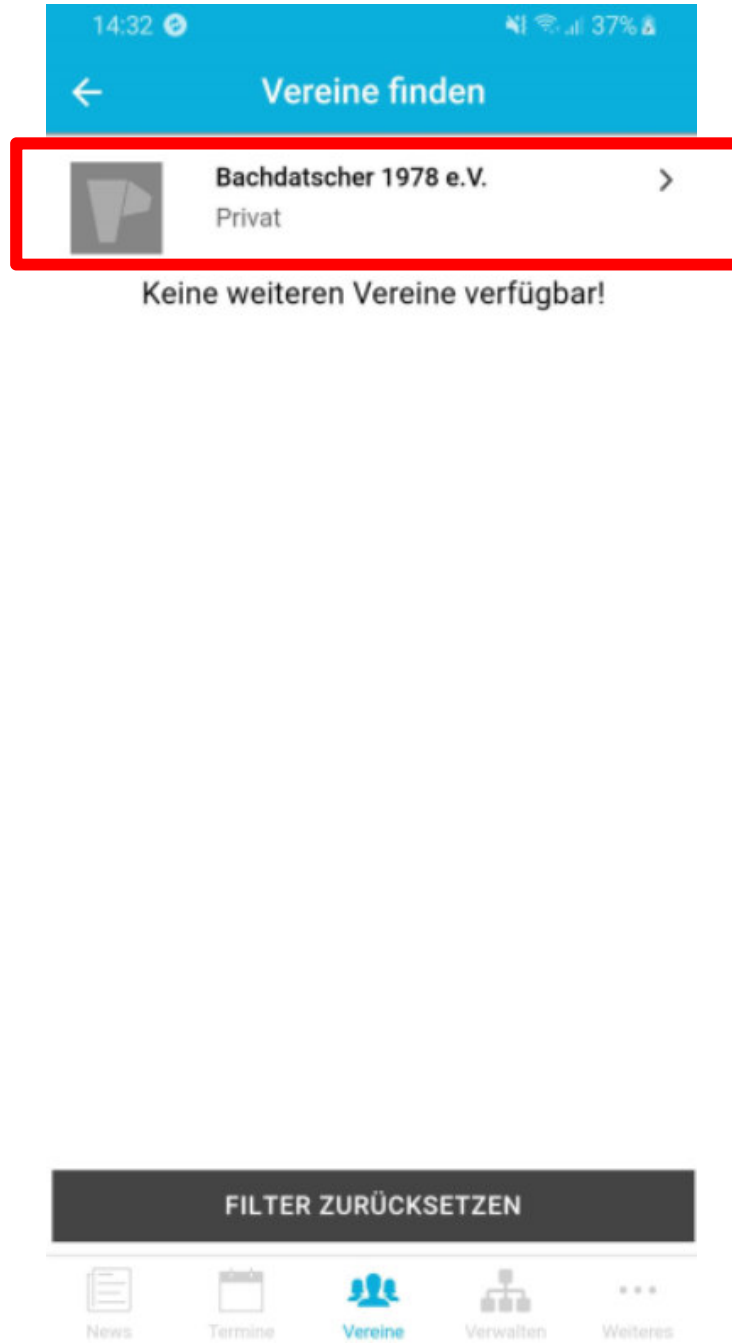 14:32 37%
Vereine finden
Bachdatscher 1978 e.V.
Privat
Keine weiteren Vereine verfügbar!
FILTER ZURÜCKSETZEN
News Termine Vereine Verwalten Weiteres